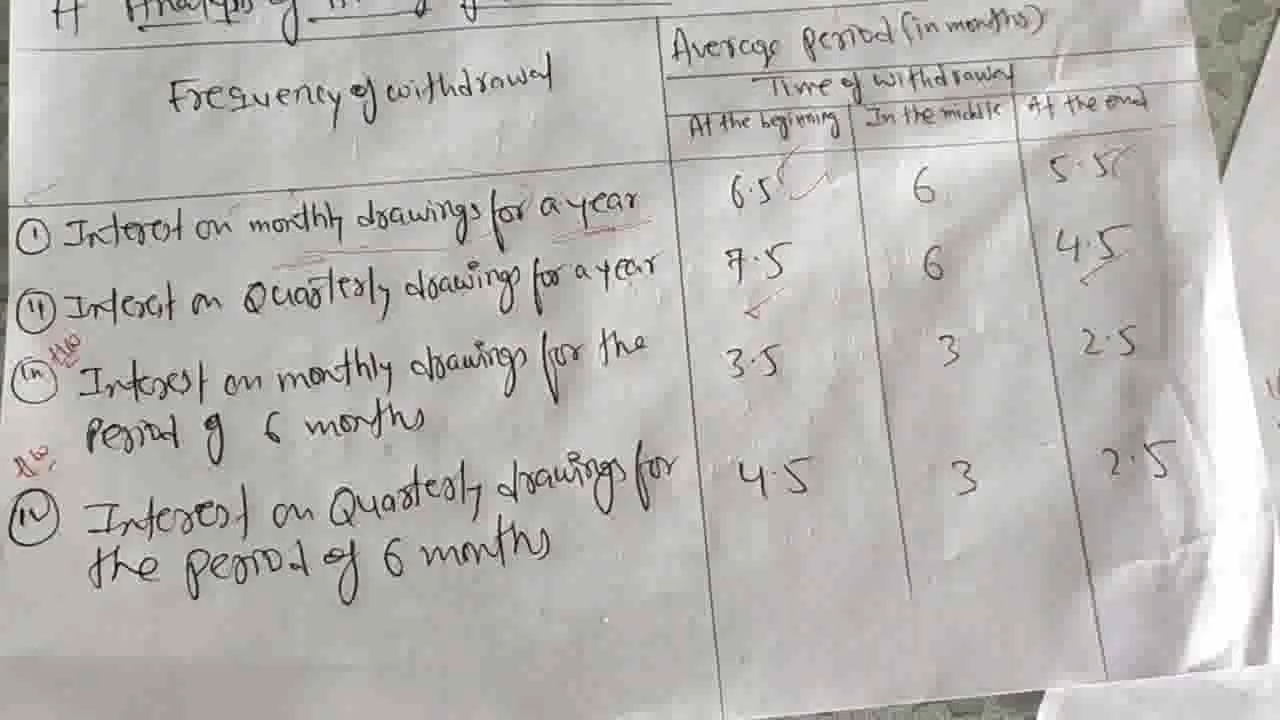 A Analysis of
Average period (in months)
Frequency of withdrawal
Time of withdrawal
At the beginning In the middle At the end
(i) Interest on monthly drawings for a year 6.5 6 5.5
(ii) Interest on Quarterly drawings for a year 7.5 6 4.5
(iii) Interest on monthly drawings for the 3.5 3 2.5
period of 6 months
(iv) Interest on Quarterly drawings for 4.5 3 2.5
the period of 6 months